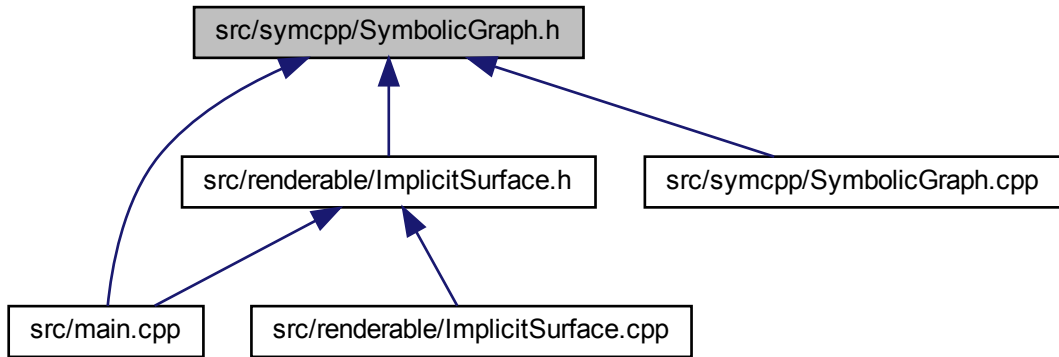 src/symcpp/SymbolicGraph.h
src/renderable/ImplicitSurface.h
src/symcpp/SymbolicGraph.cpp
src/main.cpp
src/renderable/ImplicitSurface.cpp